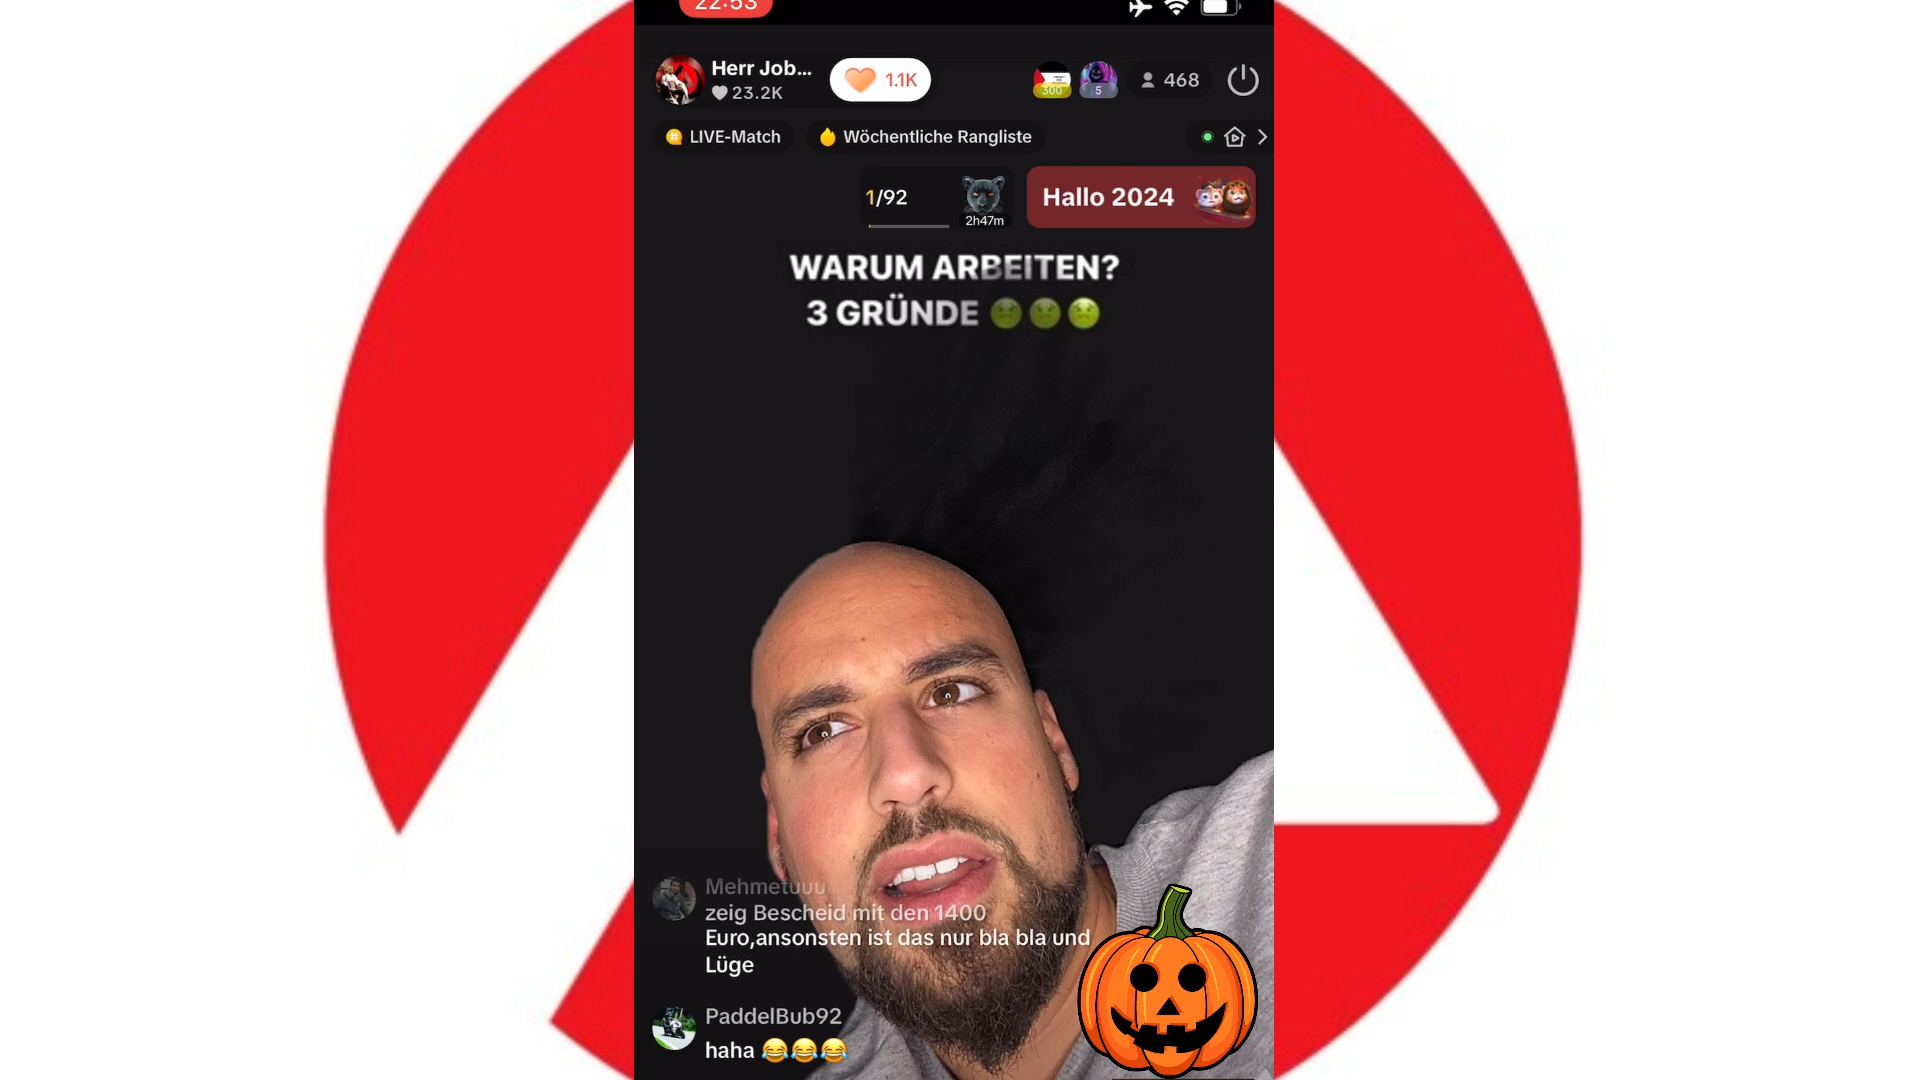 22:53
Herr Job...
1.1K
23.2K
300
5
468
LIVE-Match
Wöchentliche Rangliste
1/92
2h47m
Hallo 2024
WARUM ARBEITEN?
3 GRÜNDE 🤢🤢🤢
Mehmetuuu
zeig Bescheid mit den 1400
Euro,ansonsten ist das nur bla bla und
Lüge
PaddelBub92
haha 😂😂😂